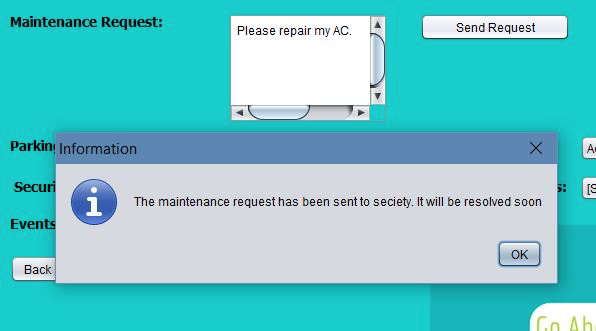 Maintenance Request:
Please repair my AC.
Send Request
Parking
Information
Securi
s:
The maintenance request has been sent to seciety. It will be resolved soon
Events
OK
Back
Go Ab